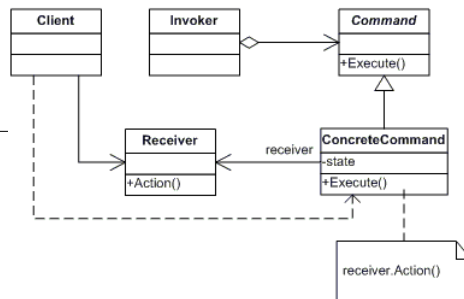 Client
Invoker
Command
+Execute()
Receiver
+Action()
receiver
ConcreteCommand
-state
+Execute()
receiver.Action()